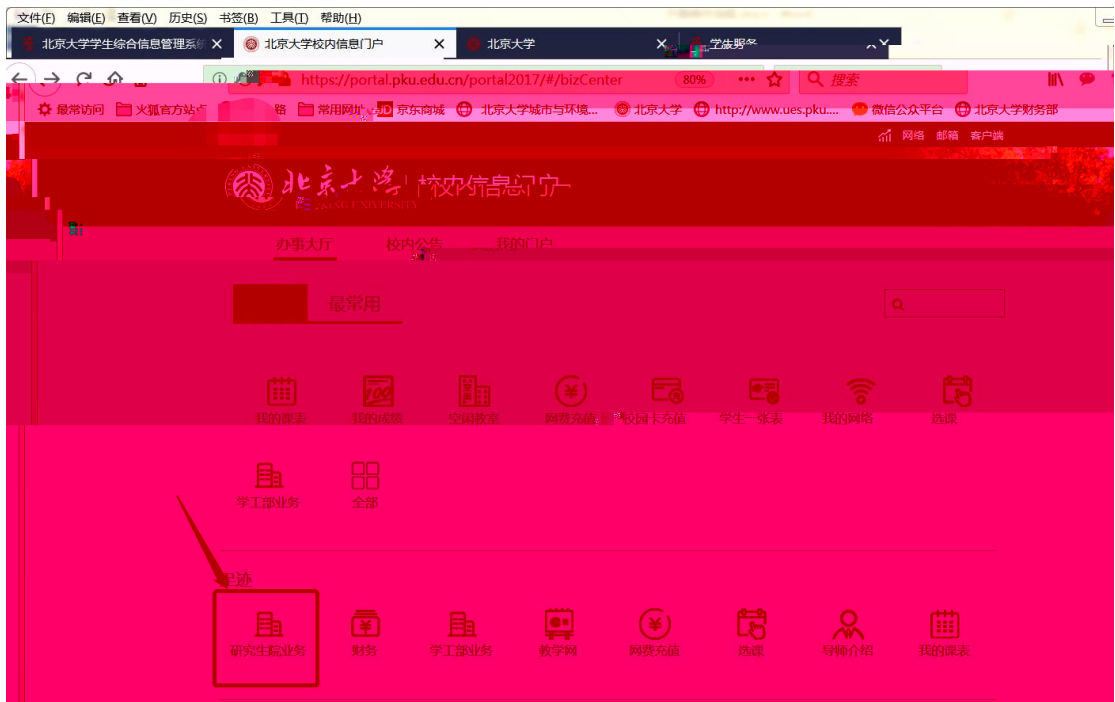 文件(F) 编辑(E) 查看(V) 历史(S) 书签(B) 工具(T) 帮助(H)
北京大学学生综合信息管理系统 北京大学校内信息门户 北京大学 学生服务
https://portal.pku.edu.cn/portal2017/#/bizCenter 80% 搜索
最常访问 火狐官方站点 常用网址 京东商城 北京大学城市与环境... 北京大学 http://www.ues.pku.... 微信公众平台 北京大学财务部
网络 邮箱 客户端
北京大学 校内信息门户
PEKING UNIVERSITY
办事大厅 校内公告 我的门户
最常用
我的课表 我的成绩 空闲教室 网费充值 校园卡充值 学生一张表 我的网络 选课
学工部业务 全部
足迹
研究生院业务 财务 学工部业务 教学网 网费充值 选课 导师介绍 我的课表